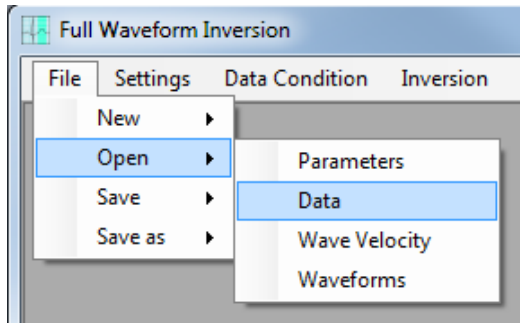 Full Waveform Inversion
File Settings Data Condition Inversion
New
Open
Save
Save as
Parameters
Data
Wave Velocity
Waveforms